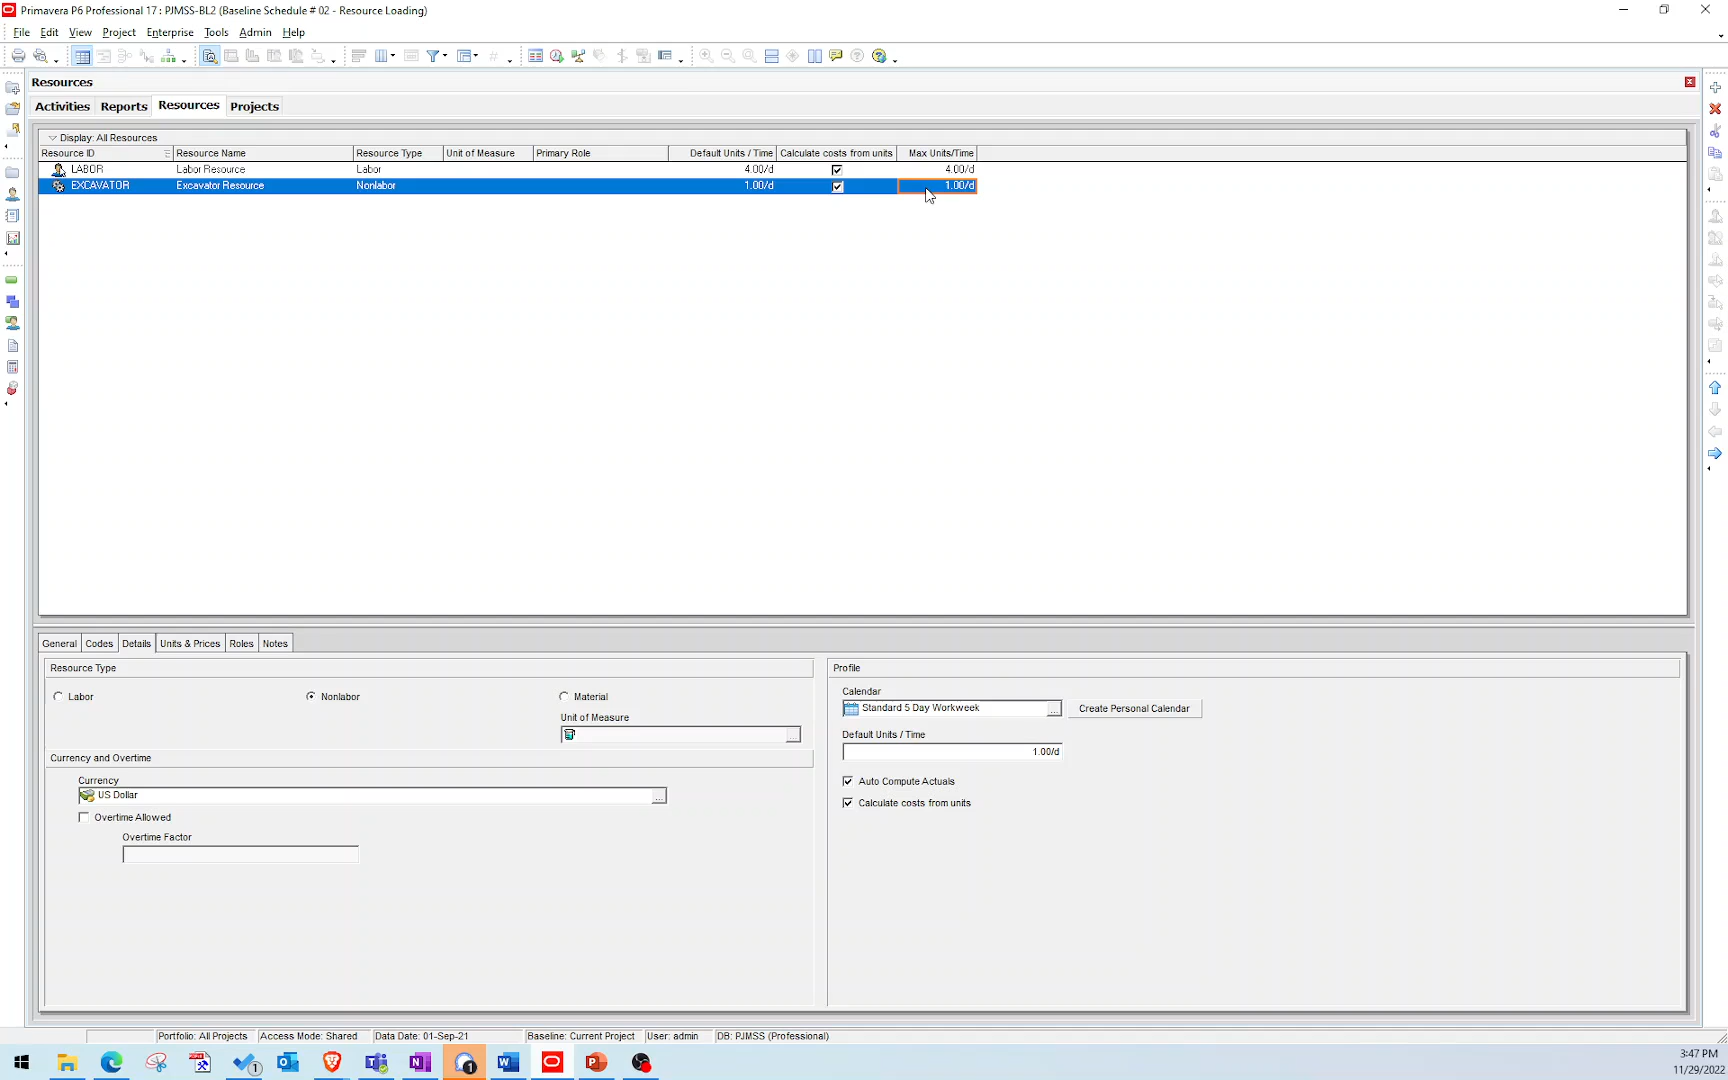 Primavera P6 Professional 17 : PJMSS-BL2 (Baseline Schedule # 02 - Resource Loading)
File Edit View Project Enterprise Tools Admin Help
Resources
Activities Reports Resources Projects
Display: All Resources
Resource ID Resource Name Resource Type Unit of Measure Primary Role Default Units / Time Calculate costs from units Max Units/Time
LABOR Labor Resource Labor 4.00/d 4.00/d
EXCAVATOR Excavator Resource Nonlabor 1.00/d 1.00/d
General Codes Details Units & Prices Roles Notes
Resource Type Profile
Labor Nonlabor Material
Calendar
Standard 5 Day Workweek ... Create Personal Calendar
Unit of Measure
Default Units / Time
1.00/d
Currency and Overtime
Currency
US Dollar ...
Auto Compute Actuals
Calculate costs from units
Overtime Allowed
Overtime Factor
Portfolio: All Projects Access Mode: Shared Data Date: 01-Sep-21 Baseline: Current Project User: admin DB: PJMSS (Professional)
3:47 PM
11/29/2022